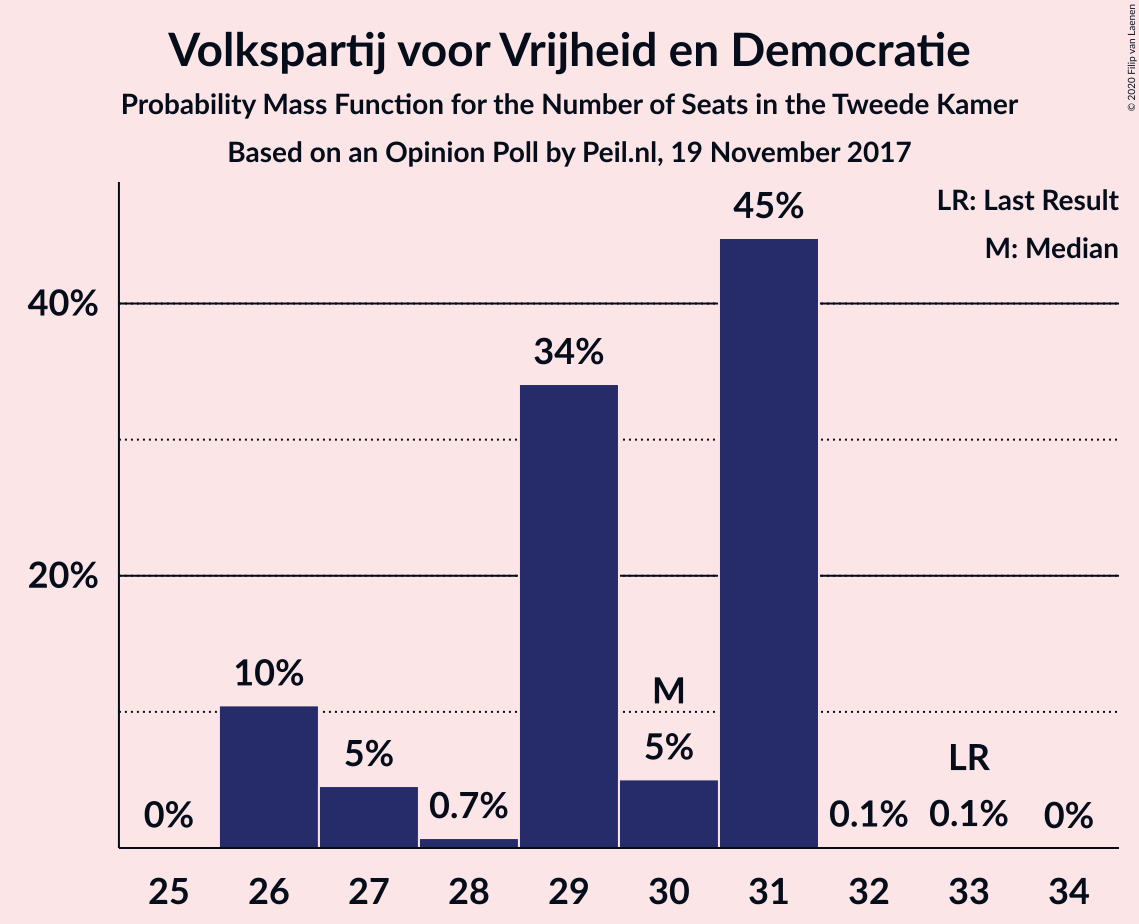 Volkspartij voor Vrijheid en Democratie
Probability Mass Function for the Number of Seats in the Tweede Kamer
Based on an Opinion Poll by Peil.nl, 19 November 2017
© 2020 Filip van Laenen
LR: Last Result
M: Median
45%
40%
34%
20%
10%
M
5%
5%
LR
0%
0.7%
0.1%
0.1%
0%
25 26 27 28 29 30 31 32 33 34